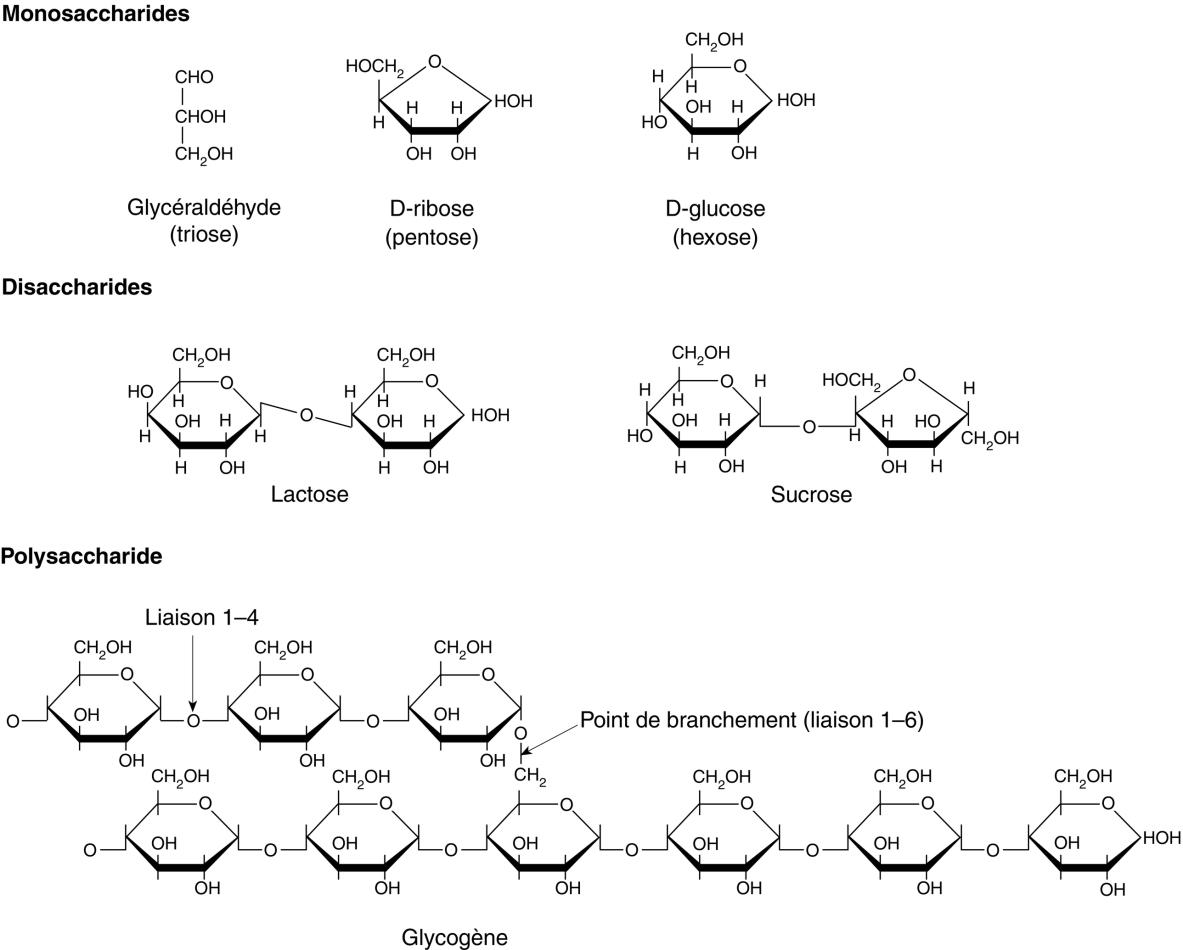 Monosaccharides
CHO
CHOH
CH2OH
HOCH2 O
H H HOH
H
OH OH
CH2OH
H O
H
OH H HOH
HO
H OH
Glycéraldéhyde D-ribose D-glucose
(triose) (pentose) (hexose)
Disaccharides
CH2OH CH2OH
HO O H O
H H
OH H O OH H HOH
H H
H OH H OH
Lactose
CH2OH
H O H HOCH2 O H
H
OH H H HO
HO O H CH2OH
H OH OH H
Sucrose
Polysaccharide
Liaison 1–4
CH2OH CH2OH CH2OH
O O O
OH OH OH
O O O O
OH OH OH
Point de branchement (liaison 1–6)
CH2OH CH2OH CH2 CH2OH CH2OH CH2OH
O O O O O O
OH OH OH OH OH OH HOH
O O O O O O
OH OH OH OH OH OH
Glycogène